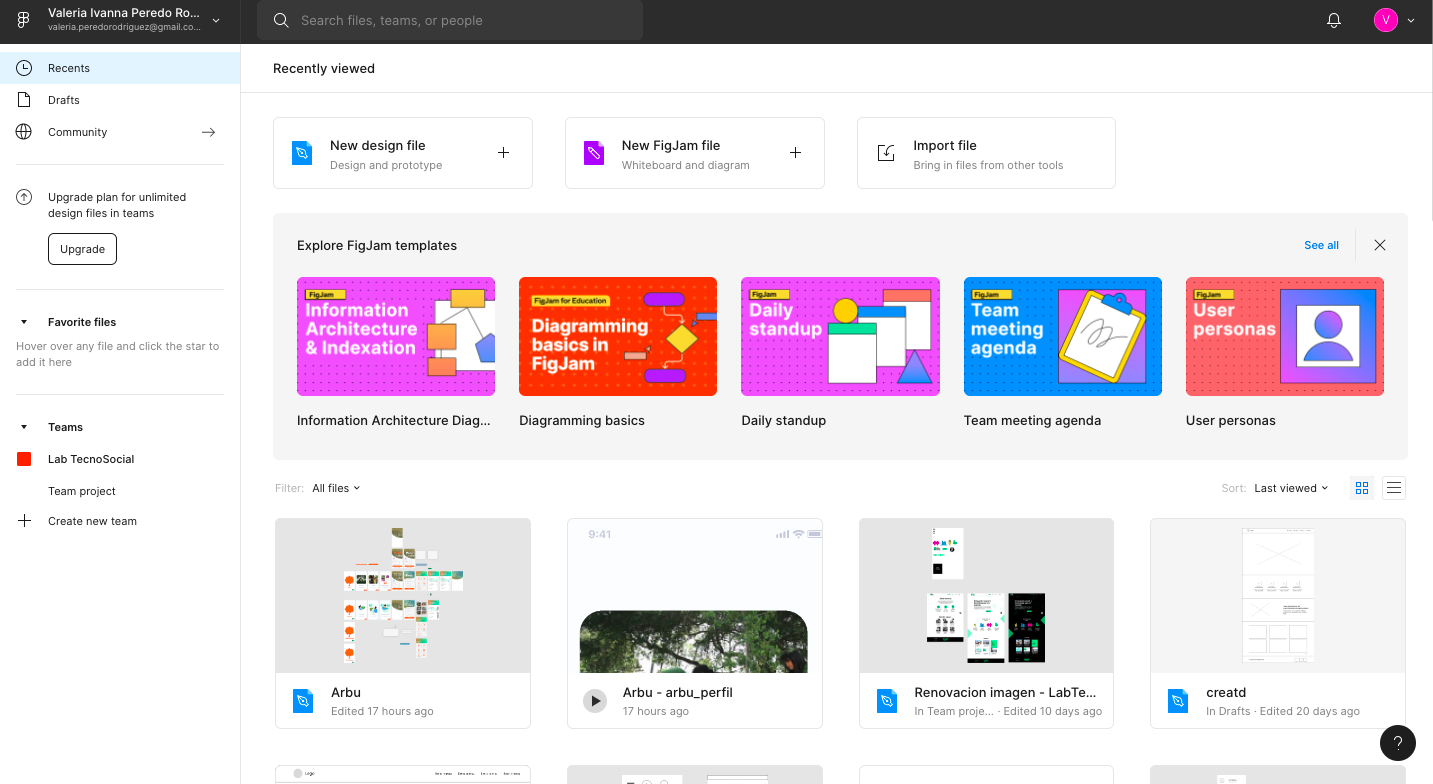 Valeria Ivanna Peredo Ro...
valeria.peredorodriguez@gmail.co...
Search files, teams, or people
V
Recents
Drafts
Community
Upgrade plan for unlimited
design files in teams
Upgrade
Favorite files
Hover over any file and click the star to
add it here
Teams
Lab TecnoSocial
Team project
Create new team
Recently viewed
New design file
Design and prototype
New FigJam file
Whiteboard and diagram
Import file
Bring in files from other tools
Explore FigJam templates
See all
FigJam
Information
Architecture
& Indexation
Information Architecture Diag...
FigJam for Education
Diagramming
basics in
FigJam
Diagramming basics
FigJam
Daily
standup
Daily standup
FigJam
Team
meeting
agenda
Team meeting agenda
FigJam
User
personas
User personas
Filter: All files
Sort: Last viewed
Arbu
Edited 17 hours ago
9:41
Arbu - arbu_perfil
17 hours ago
Renovacion imagen - LabTe...
In Team proje... · Edited 10 days ago
creatd
In Drafts · Edited 20 days ago
Logo
?